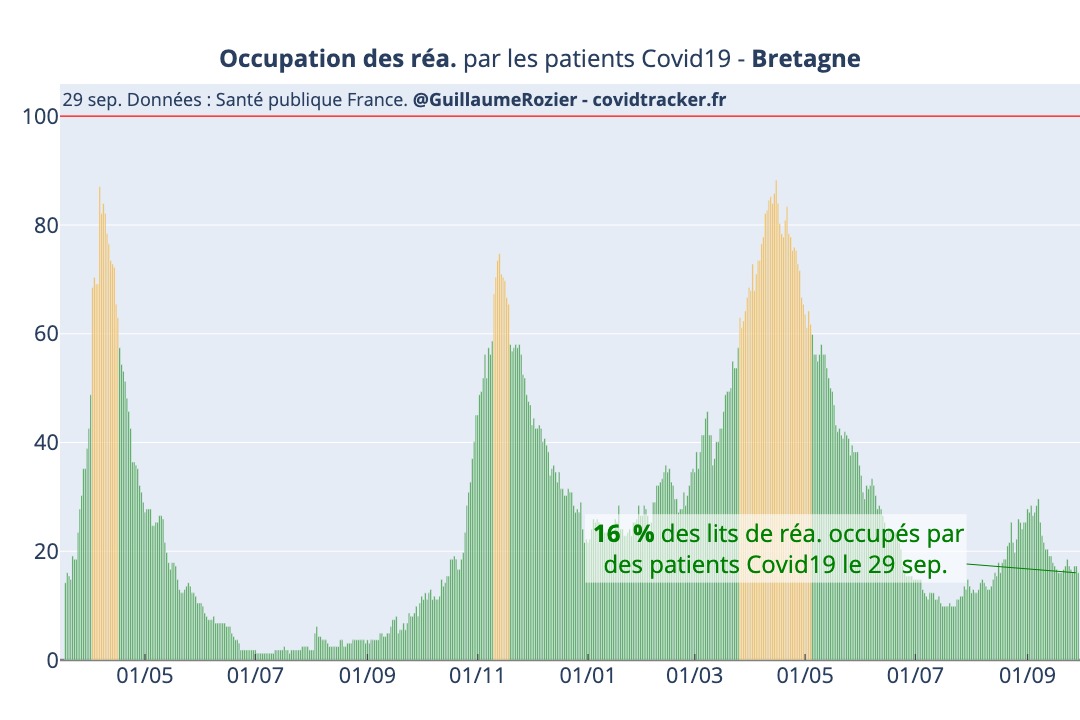 Occupation des réa. par les patients Covid19 - Bretagne
29 sep. Données : Santé publique France. @GuillaumeRozier - covidtracker.fr
100
80
60
40
20
0
16 % des lits de réa. occupés par
des patients Covid19 le 29 sep.
01/05 01/07 01/09 01/11 01/01 01/03 01/05 01/07 01/09